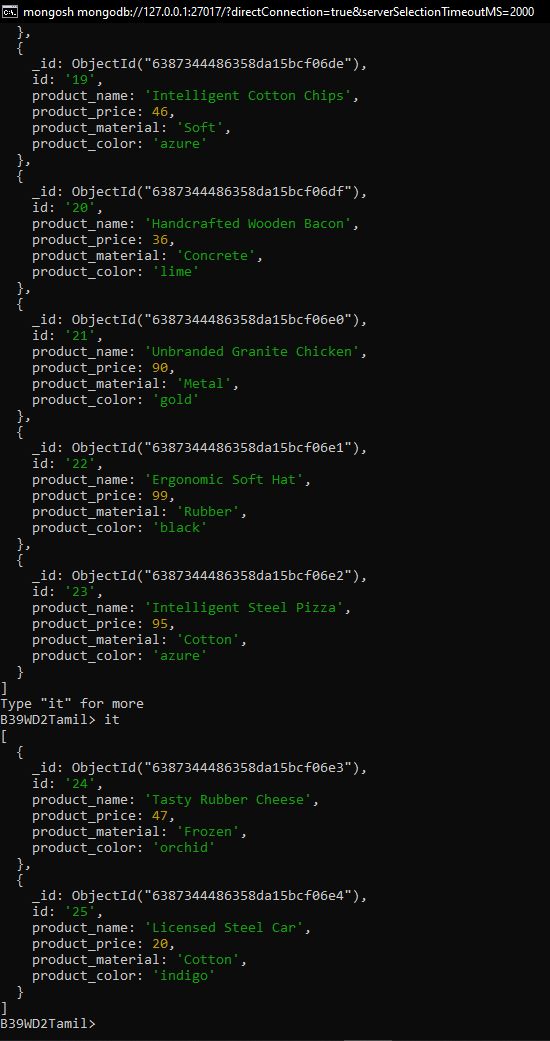 mongosh mongodb://127.0.0.1:27017/?directConnection=true&serverSelectionTimeoutMS=2000
  },
  {
    _id: ObjectId("6387344486358da15bcf06de"),
    id: '19',
    product_name: 'Intelligent Cotton Chips',
    product_price: 46,
    product_material: 'Soft',
    product_color: 'azure'
  },
  {
    _id: ObjectId("6387344486358da15bcf06df"),
    id: '20',
    product_name: 'Handcrafted Wooden Bacon',
    product_price: 36,
    product_material: 'Concrete',
    product_color: 'lime'
  },
  {
    _id: ObjectId("6387344486358da15bcf06e0"),
    id: '21',
    product_name: 'Unbranded Granite Chicken',
    product_price: 90,
    product_material: 'Metal',
    product_color: 'gold'
  },
  {
    _id: ObjectId("6387344486358da15bcf06e1"),
    id: '22',
    product_name: 'Ergonomic Soft Hat',
    product_price: 99,
    product_material: 'Rubber',
    product_color: 'black'
  },
  {
    _id: ObjectId("6387344486358da15bcf06e2"),
    id: '23',
    product_name: 'Intelligent Steel Pizza',
    product_price: 95,
    product_material: 'Cotton',
    product_color: 'azure'
  }
]
Type "it" for more
B39WD2Tamil> it
[
  {
    _id: ObjectId("6387344486358da15bcf06e3"),
    id: '24',
    product_name: 'Tasty Rubber Cheese',
    product_price: 47,
    product_material: 'Frozen',
    product_color: 'orchid'
  },
  {
    _id: ObjectId("6387344486358da15bcf06e4"),
    id: '25',
    product_name: 'Licensed Steel Car',
    product_price: 20,
    product_material: 'Cotton',
    product_color: 'indigo'
  }
]
B39WD2Tamil>